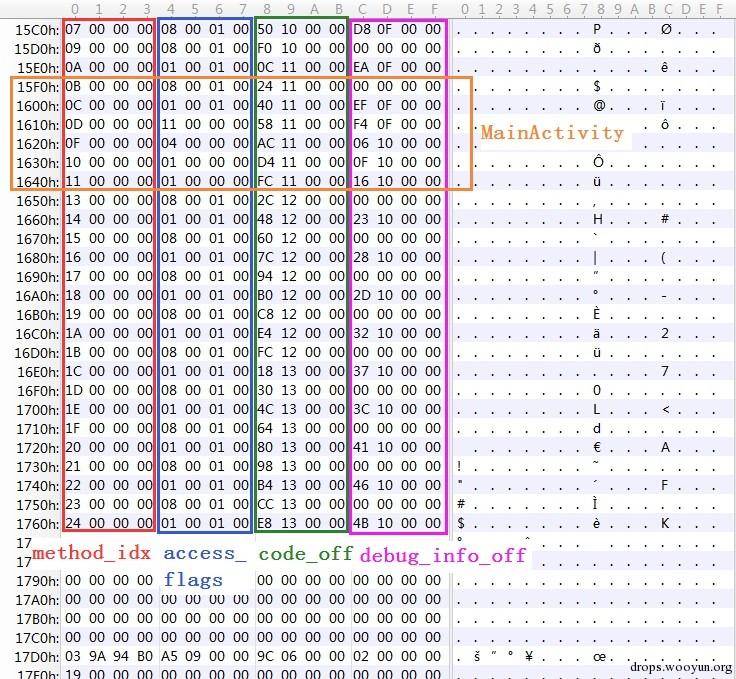 0 1 2 3 4 5 6 7 8 9 A B C D E F 0 1 2 3 4 5 6 7 8 9 A B C D E F
15C0h: 07 00 00 00 08 00 01 00 50 10 00 00 D8 0F 00 00 . . . . . . . . P . . . Ø . . .
15D0h: 09 00 00 00 08 00 01 00 F0 10 00 00 00 00 00 00 . . . . . . . . ð . . . . . . .
15E0h: 0A 00 00 00 01 00 01 00 0C 11 00 00 EA 0F 00 00 . . . . . . . . . . . . ê . . .
15F0h: 0B 00 00 00 08 00 01 00 24 11 00 00 00 00 00 00 . . . . . . . . $ . . . . . . .
1600h: 0C 00 00 00 01 00 01 00 40 11 00 00 EF 0F 00 00 . . . . . . . . @ . . . ï . . .
1610h: 0D 00 00 00 11 00 00 00 58 11 00 00 F4 0F 00 00 . ô . . .
MainActivity
1620h: 0F 00 00 00 04 00 00 00 AC 11 00 00 06 10 00 00 . . . . .
1630h: 10 00 00 00 01 00 00 00 D4 11 00 00 0F 10 00 00 . . . . . . . . Ô . . . . . . .
1640h: 11 00 00 00 01 00 00 00 FC 11 00 00 16 10 00 00 . . . . . . . . ü . . . . . . .
1650h: 13 00 00 00 08 00 01 00 2C 12 00 00 00 00 00 00 . . . . . . . . , . . . . . . .
1660h: 14 00 00 00 01 00 01 00 48 12 00 00 23 10 00 00 . . . . . . . . H . . . # . . .
1670h: 15 00 00 00 08 00 01 00 60 12 00 00 00 00 00 00 . . . . . . . . ` . . . . . . .
1680h: 16 00 00 00 01 00 01 00 7C 12 00 00 28 10 00 00 . . . . . . . . | . . . ( . . .
1690h: 17 00 00 00 08 00 01 00 94 12 00 00 00 00 00 00 . . . . . . . . ” . . . . . . .
16A0h: 18 00 00 00 01 00 01 00 B0 12 00 00 2D 10 00 00 . . . . . . . . ° . . . - . . .
16B0h: 19 00 00 00 08 00 01 00 C8 12 00 00 00 00 00 00 . . . . . . . . È . . . . . . .
16C0h: 1A 00 00 00 01 00 01 00 E4 12 00 00 32 10 00 00 . . . . . . . . ä . . . 2 . . .
16D0h: 1B 00 00 00 08 00 01 00 FC 12 00 00 00 00 00 00 . . . . . . . . ü . . . . . . .
16E0h: 1C 00 00 00 01 00 01 00 18 13 00 00 37 10 00 00 . . . . . . . . . . . . 7 . . .
16F0h: 1D 00 00 00 08 00 01 00 30 13 00 00 00 00 00 00 . . . . . . . . 0 . . . . . . .
1700h: 1E 00 00 00 01 00 01 00 4C 13 00 00 3C 10 00 00 . . . . . . . . L . . . < . . .
1710h: 1F 00 00 00 08 00 01 00 64 13 00 00 00 00 00 00 . . . . . . . . d . . . . . . .
1720h: 20 00 00 00 01 00 01 00 80 13 00 00 41 10 00 00 . . . . . . . € . . . A . . .
1730h: 21 00 00 00 08 00 01 00 98 13 00 00 00 00 00 00 ! . . . . . . . ˜ . . . . . . .
1740h: 22 00 00 00 01 00 01 00 B4 13 00 00 46 10 00 00 " . . . . . . . ´ . . . F . . .
1750h: 23 00 00 00 08 00 01 00 CC 13 00 00 00 00 00 00 # . . . . . . . Ì . . . . . . .
1760h: 24 00 00 00 01 00 01 00 E8 13 00 00 4B 10 00 00 $ . . . . . . . è . . . K . . .
17
17
method_idx access_ code_off debug_info_off
flags
1790h: 00 00 00 00 00 00 00 00 00 00 00 00 . . . . . . . . . . . . . . . .
17A0h: 00 00 00 00 00 00 00 00 00 00 00 00 00 00 00 00 . . . . . . . . . . . . . . . .
17B0h: 00 00 00 00 00 00 00 00 00 00 00 00 00 00 00 00 . . . . . . . . . . . . . . . .
17C0h: 00 00 00 00 00 00 00 00 00 00 00 00 00 00 00 00 . . . . . . . . . . . . . . . .
17D0h: 03 9A 94 B0 A5 09 00 00 9C 06 00 00 02 00 00 00 . š ” ° ¥ . . . œ . . . . . . .
drops.wooyun.org